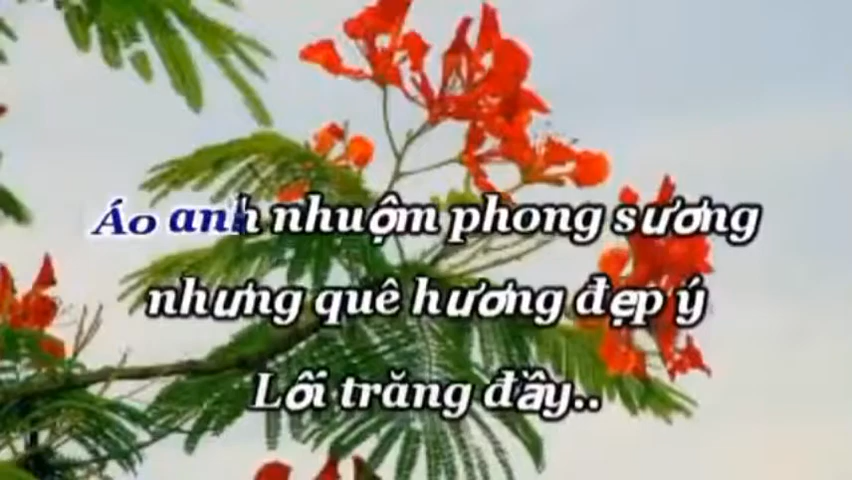 Áo anh nhuộm phong sương
nhưng quê hương đẹp ý
Lối trăng đầy..